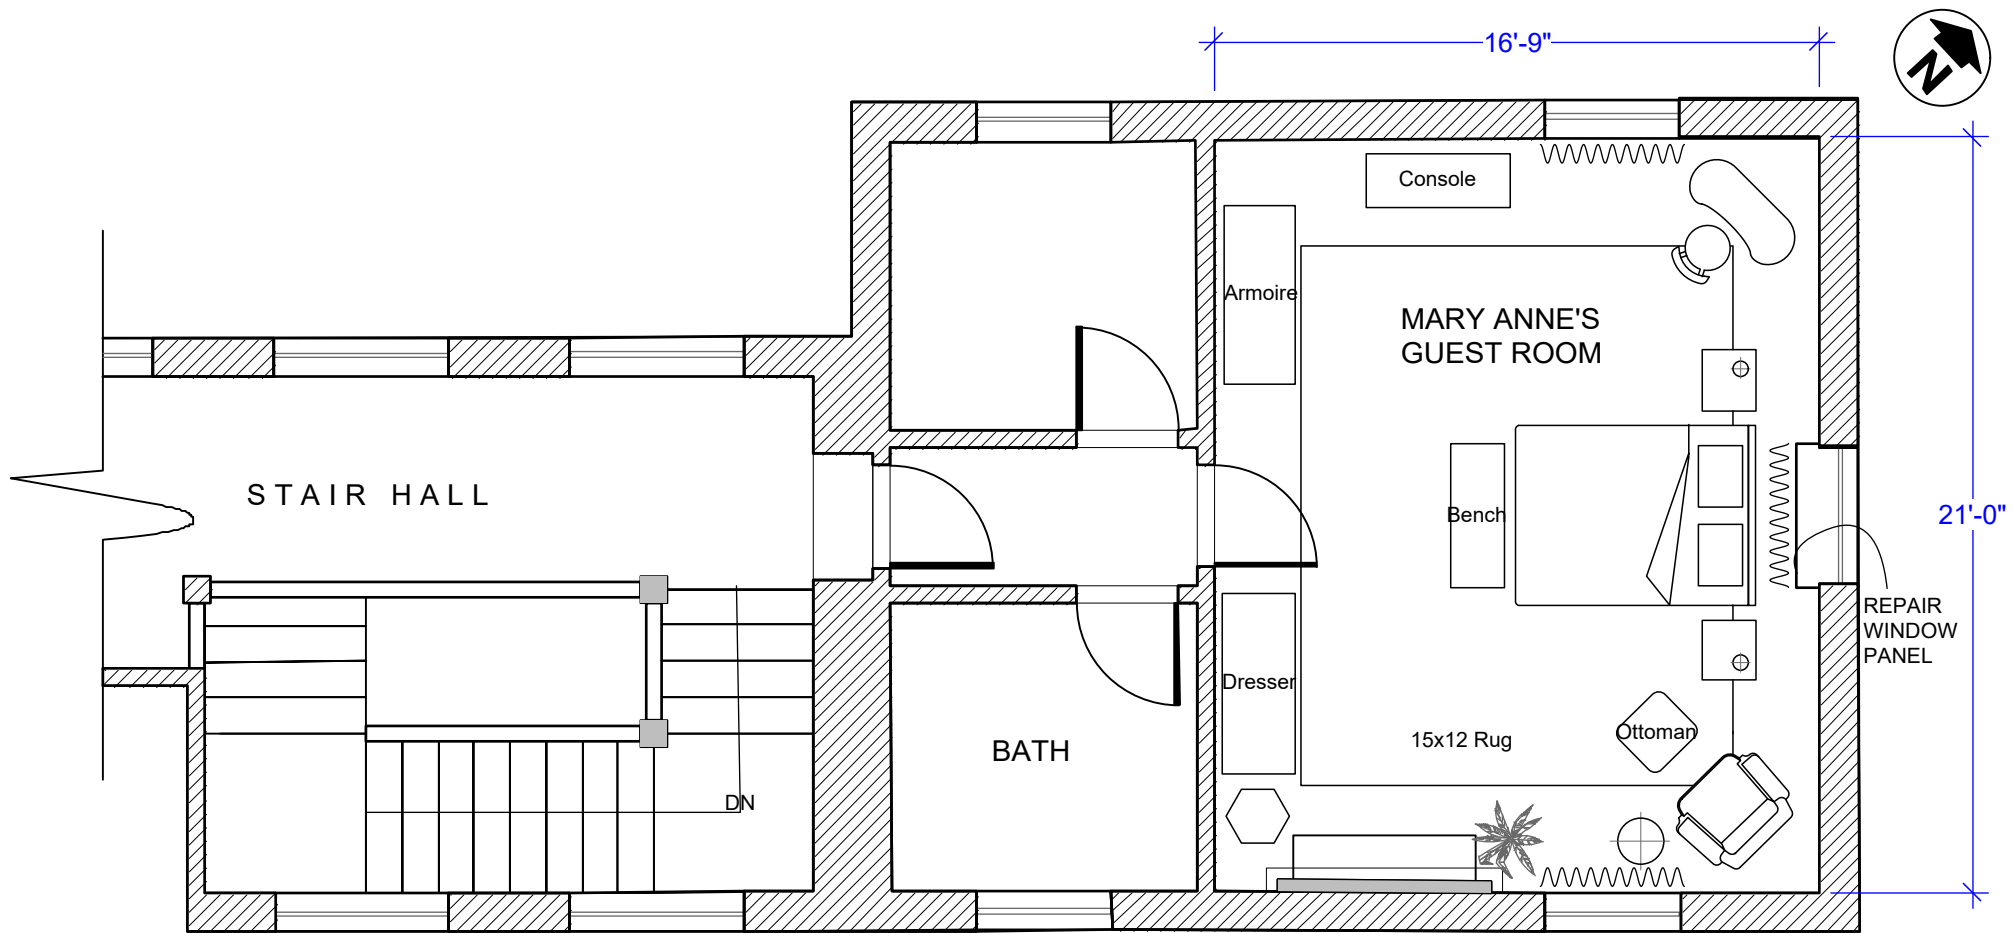 16'-9"
N
Console
Armoire
MARY ANNE'S
GUEST ROOM
STAIR HALL
Bench
21'-0"
REPAIR
WINDOW
PANEL
Dresser
Ottoman
15x12 Rug
BATH
DN